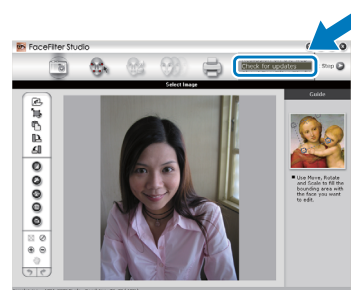 FaceFilter Studio
Check for updates
Shop
Select Image
Guide
Use Move, Rotate
and Scale to fill the
bounding area with
the face you want
to edit.